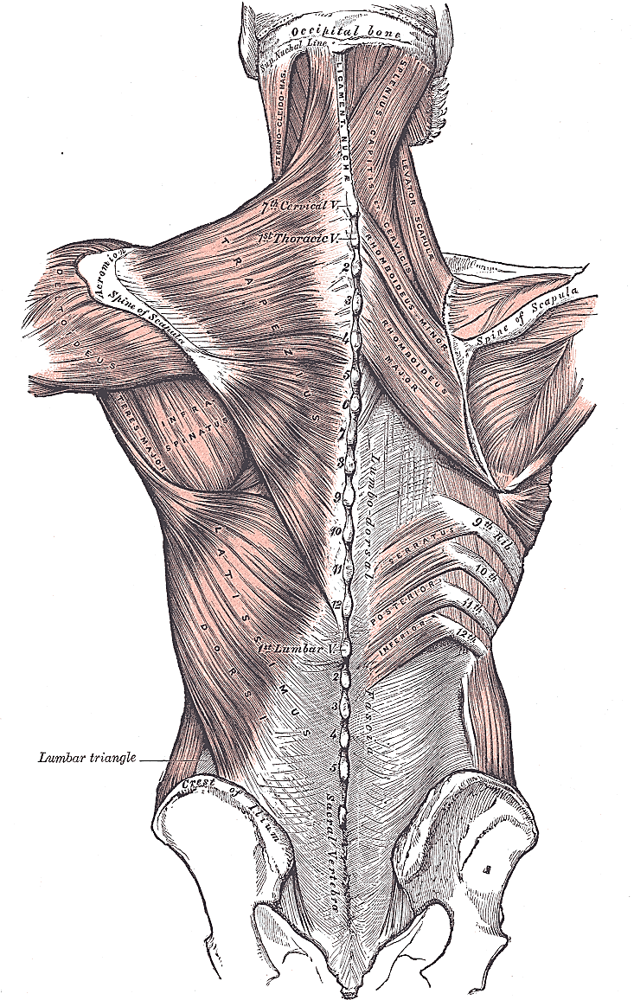 Occipital bone
Sup. Nuchal Line.
STERNO-CLEIDO-MAS.
LIGAMENT. NUCHÆ
SPLENIUS CAPITIS ET CERVICIS
LEVATOR SCAPULÆ
7th Cervical V.
1st Thoracic V.
2
3
4
5
6
7
8
9
10
11
12
TRAPEZIUS
Acromion
Spine of Scapula
DELTOIDEUS
RHOMBOIDEUS MINOR
RHOMBOIDEUS
MAJOR
Spine of Scapula
TERES MAJOR
INFRA
SPINATUS
Lumbo-dorsal
Fascia
LATISSIMUS
DORSI
SERRATUS
POSTERIOR
INFERIOR
9th Rib
10th
11th
12th
1st Lumbar V.
2
3
4
5
Lumbar triangle
Crest of Ilium
Sacral Vertebræ